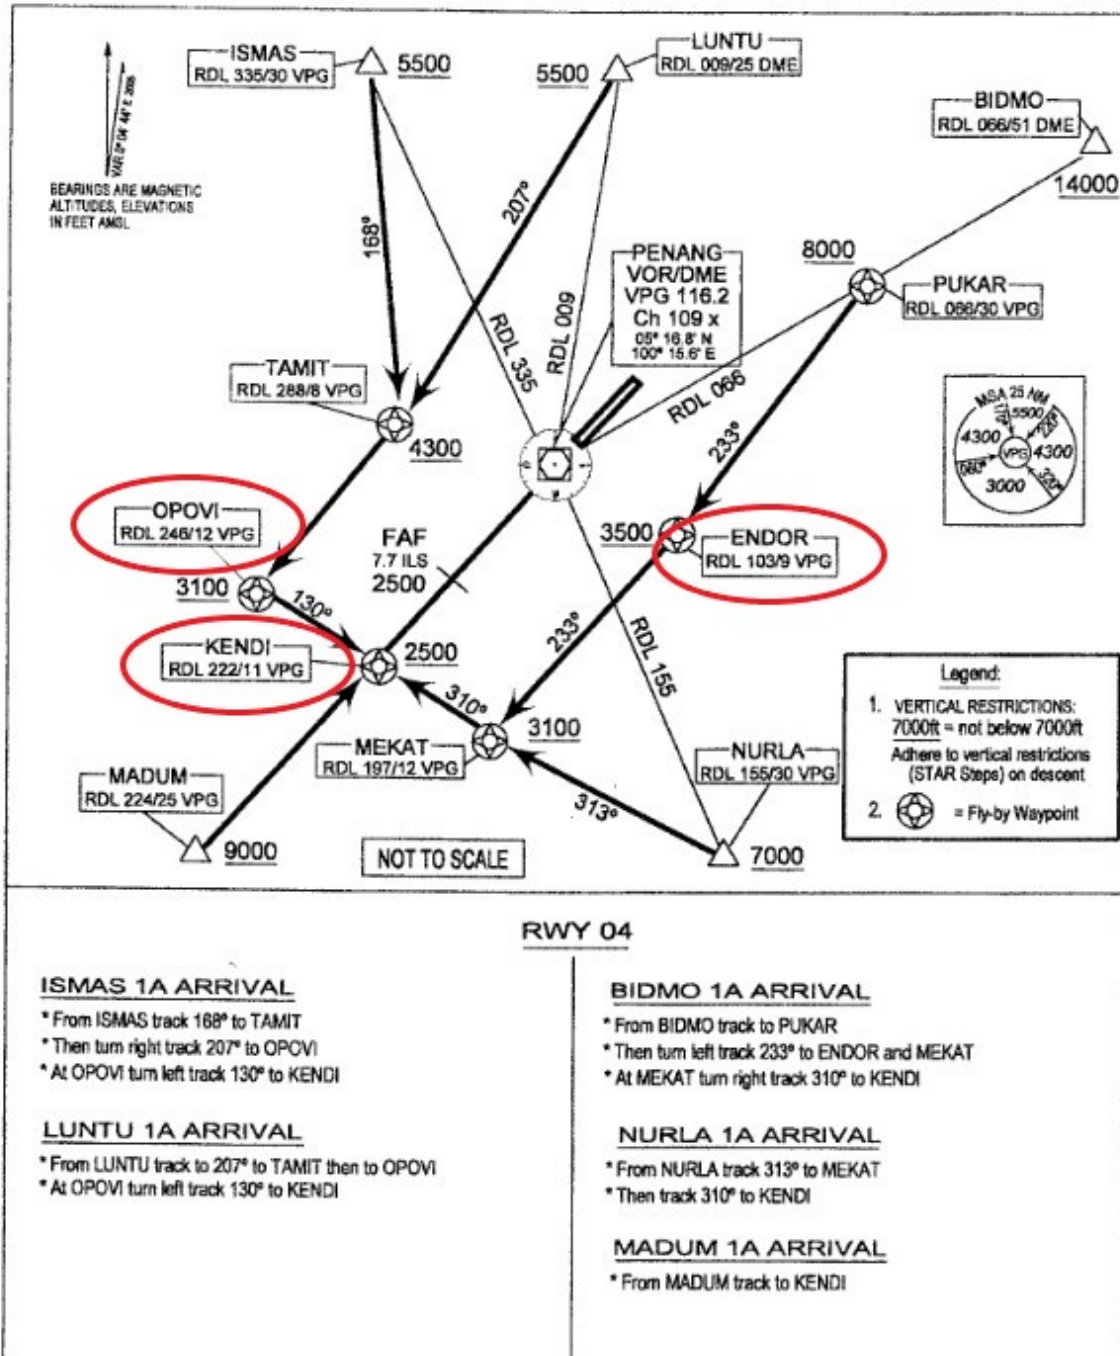 ISMAS
RDL 335/30 VPG
5500
LUNTU
RDL 009/25 DME
5500
BIDMO
RDL 066/51 DME
14000
BEARINGS ARE MAGNETIC
ALTITUDES, ELEVATIONS
IN FEET AMSL
168°
207°
RDL 335
RDL 009
PENANG
VOR/DME
VPG 116.2
Ch 109 x
05° 16.8' N
100° 15.6' E
8000
PUKAR
RDL 066/30 VPG
RDL 066
233°
TAMIT
RDL 288/8 VPG
4300
MSA 25 NM
5500
4300
VPG
4300
3000
OPOVI
RDL 246/12 VPG
3100
130°
FAF
7.7 ILS
2500
3500
ENDOR
RDL 103/9 VPG
233°
RDL 155
KENDI
RDL 222/11 VPG
2500
310°
MEKAT
RDL 197/12 VPG
3100
313°
MADUM
RDL 224/25 VPG
9000
NURLA
RDL 155/30 VPG
7000
NOT TO SCALE
Legend:
1. VERTICAL RESTRICTIONS:
7000ft = not below 7000ft
Adhere to vertical restrictions
(STAR Steps) on descent
2. = Fly-by Waypoint
RWY 04
ISMAS 1A ARRIVAL
* From ISMAS track 168° to TAMIT
* Then turn right track 207° to OPOVI
* At OPOVI turn left track 130° to KENDI
LUNTU 1A ARRIVAL
* From LUNTU track to 207° to TAMIT then to OPOVI
* At OPOVI turn left track 130° to KENDI
BIDMO 1A ARRIVAL
* From BIDMO track to PUKAR
* Then turn left track 233° to ENDOR and MEKAT
* At MEKAT turn right track 310° to KENDI
NURLA 1A ARRIVAL
* From NURLA track 313° to MEKAT
* Then track 310° to KENDI
MADUM 1A ARRIVAL
* From MADUM track to KENDI